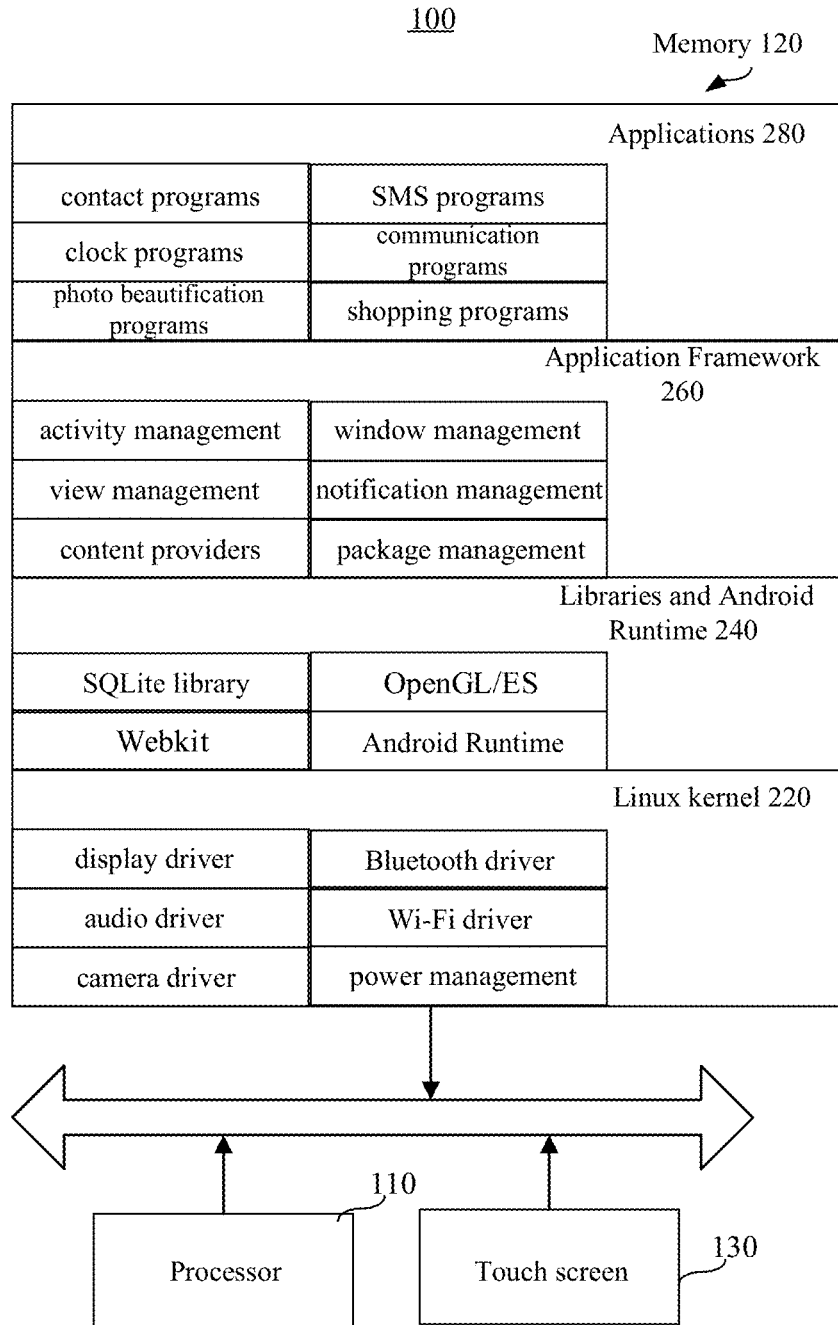 100
Memory 120
Applications 280
contact programs
SMS programs
clock programs
communication
programs
photo beautification
programs
shopping programs
Application Framework
260
activity management
window management
view management
notification management
content providers
package management
Libraries and Android
Runtime 240
SQLite library
OpenGL/ES
Webkit
Android Runtime
Linux kernel 220
display driver
Bluetooth driver
audio driver
Wi-Fi driver
camera driver
power management
110
Processor
Touch screen
130